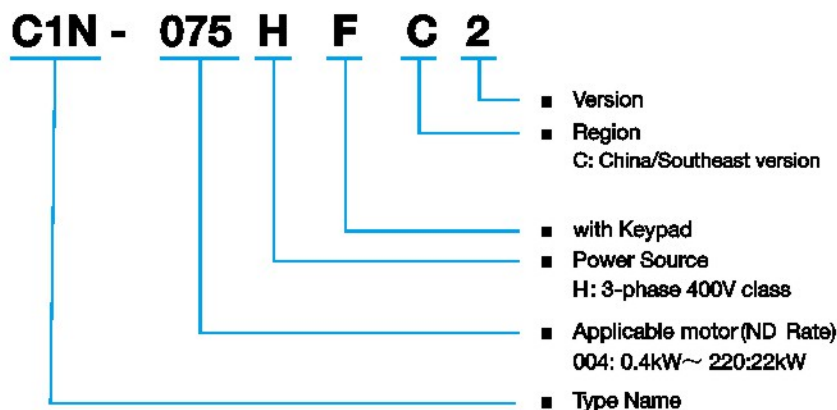 C1N - 075 H F C 2
■ Version
■ Region
C: China/Southeast version
■ with Keypad
■ Power Source
H: 3-phase 400V class
■ Applicable motor(ND Rate)
004: 0.4kW～ 220:22kW
■ Type Name